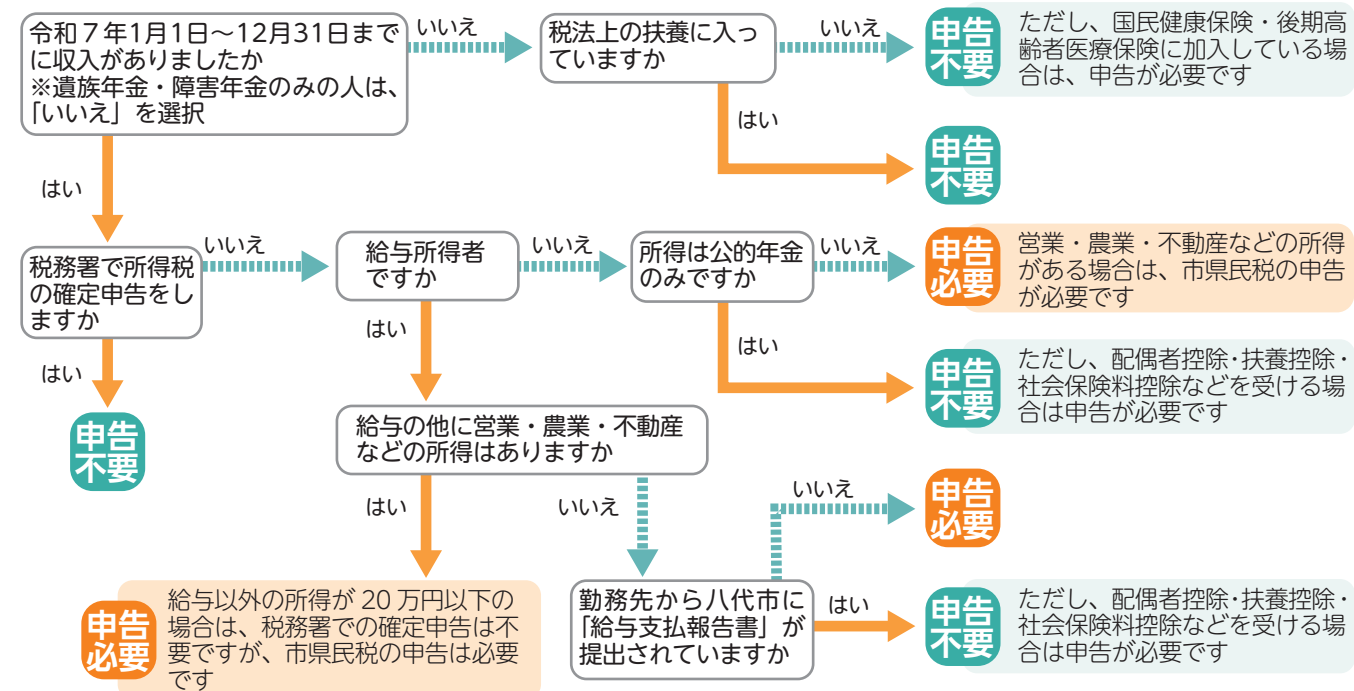 令和７年1月1日～12月31日まで
に収入がありましたか
※遺族年金・障害年金のみの人は、
「いいえ」を選択
いいえ
税法上の扶養に入っ
ていますか
いいえ
申告
不要
ただし、国民健康保険・後期高
齢者医療保険に加入している場
合は、申告が必要です
はい
申告
不要
はい
税務署で所得税
の確定申告をし
ますか
いいえ
給与所得者
ですか
いいえ
所得は公的年金
のみですか
いいえ
申告
必要
営業・農業・不動産などの所得
がある場合は、市県民税の申告
が必要です
はい
申告
不要
ただし、配偶者控除・扶養控除・
社会保険料控除などを受ける場
合は申告が必要です
はい
申告
不要
はい
給与の他に営業・農業・不動産
などの所得はありますか
はい
申告
必要
給与以外の所得が 20 万円以下の
場合は、税務署での確定申告は不
要ですが、市県民税の申告は必要
です
いいえ
勤務先から八代市に
「給与支払報告書」が
提出されていますか
いいえ
申告
必要
はい
申告
不要
ただし、配偶者控除・扶養控除・
社会保険料控除などを受ける場
合は申告が必要です